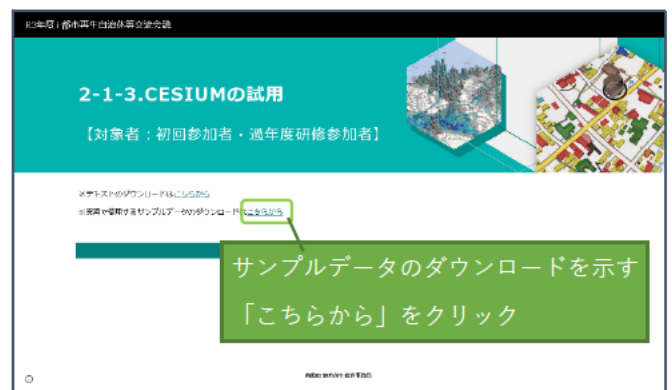 R3年度 i-都市再生自治体等交流会議
2-1-3.CESIUMの試用
【対象者：初回参加者・過年度研修参加者】
※テキストのダウンロードはこちらから
※実習で使用するサンプルデータのダウンロードはこちらから
サンプルデータのダウンロードを示す
「こちらから」をクリック